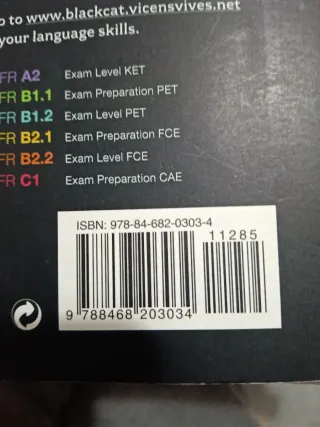 o to www.blackcat.vicensvives.net
your language skills.
FR A2 Exam Level KET
FR B1.1 Exam Preparation PET
FR B1.2 Exam Level PET
FR B2.1 Exam Preparation FCE
FR B2.2 Exam Level FCE
FR C1 Exam Preparation CAE
ISBN: 978-84-682-0303-4
11285
9 788468 203034